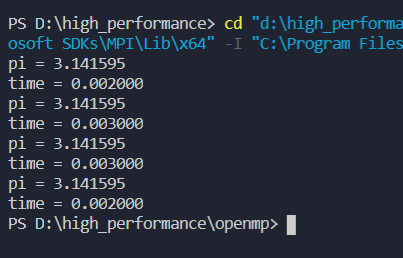 PS D:\high_performance> cd "d:\high_performa
osoft SDKs\MPI\Lib\x64" -I "C:\Program Files
pi = 3.141595
time = 0.002000
pi = 3.141595
time = 0.003000
pi = 3.141595
time = 0.003000
pi = 3.141595
time = 0.002000
PS D:\high_performance\openmp>